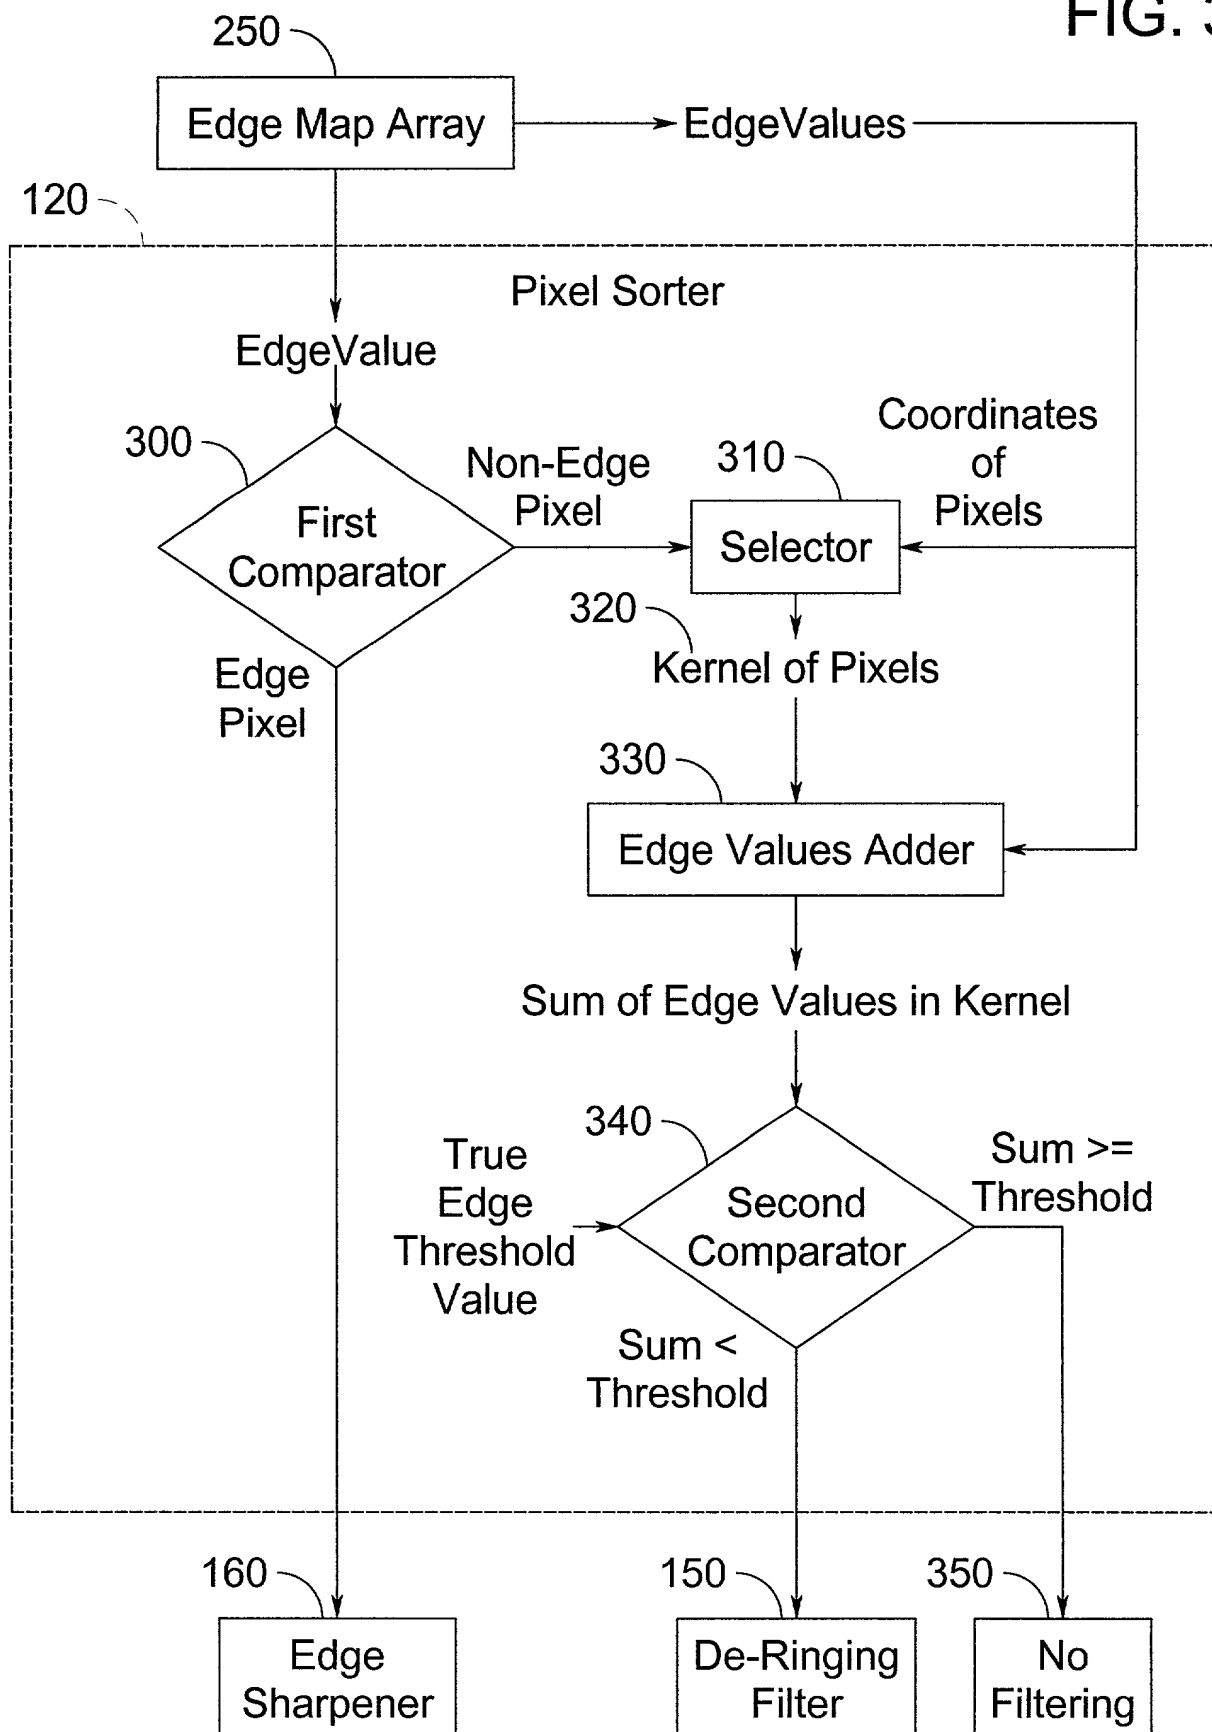 FIG. 3
250
Edge Map Array
EdgeValues
120
Pixel Sorter
EdgeValue
300
First
Comparator
Non-Edge
Pixel
310
Selector
Coordinates
of
Pixels
320
Kernel of Pixels
Edge
Pixel
330
Edge Values Adder
Sum of Edge Values in Kernel
340
True
Edge
Threshold
Value
Second
Comparator
Sum >=
Threshold
Sum <
Threshold
160
Edge
Sharpener
150
De-Ringing
Filter
350
No
Filtering